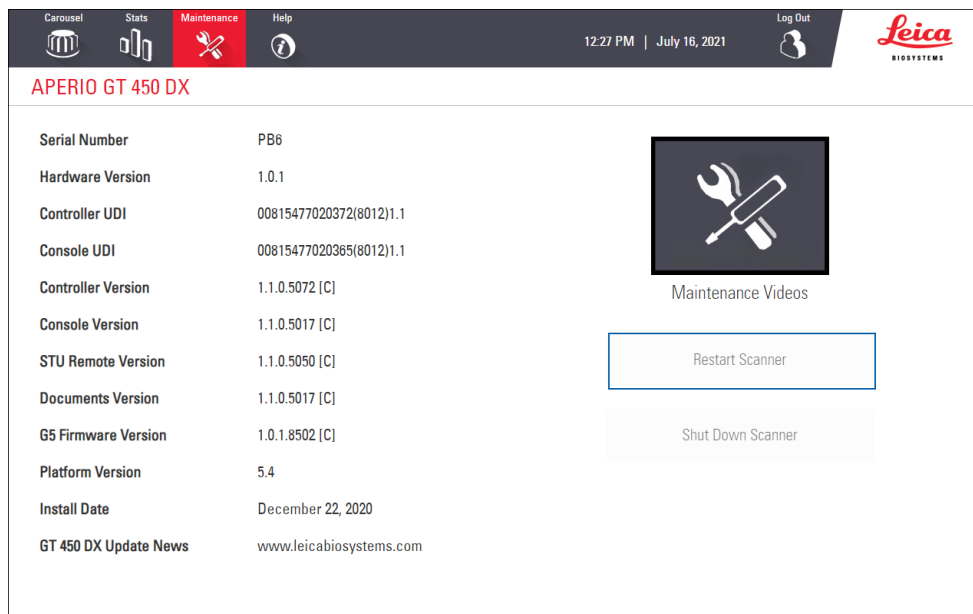 Carousel Stats Maintenance Help Log Out
12:27 PM | July 16, 2021
Leica
BIOSYSTEMS
APERIO GT 450 DX
Serial Number PB6
Hardware Version 1.0.1
Controller UDI 00815477020372(8012)1.1
Console UDI 00815477020365(8012)1.1
Controller Version 1.1.0.5072 [C]
Console Version 1.1.0.5017 [C]
STU Remote Version 1.1.0.5050 [C]
Documents Version 1.1.0.5017 [C]
G5 Firmware Version 1.0.1.8502 [C]
Platform Version 5.4
Install Date December 22, 2020
GT 450 DX Update News www.leicabiosystems.com
Maintenance Videos
Restart Scanner
Shut Down Scanner